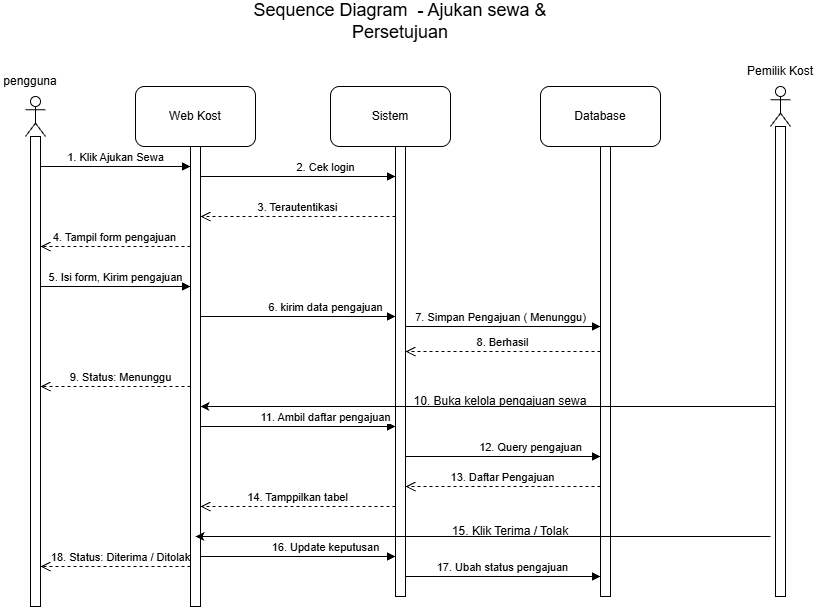 Sequence Diagram - Ajukan sewa &
Persetujuan
pengguna
Web Kost
Sistem
Database
Pemilik Kost
1. Klik Ajukan Sewa
2. Cek login
3. Terautentikasi
4. Tampil form pengajuan
5. Isi form, Kirim pengajuan
6. kirim data pengajuan
7. Simpan Pengajuan ( Menunggu)
8. Berhasil
9. Status: Menunggu
10. Buka kelola pengajuan sewa
11. Ambil daftar pengajuan
12. Query pengajuan
13. Daftar Pengajuan
14. Tamppilkan tabel
15. Klik Terima / Tolak
16. Update keputusan
17. Ubah status pengajuan
18. Status: Diterima / Ditolak